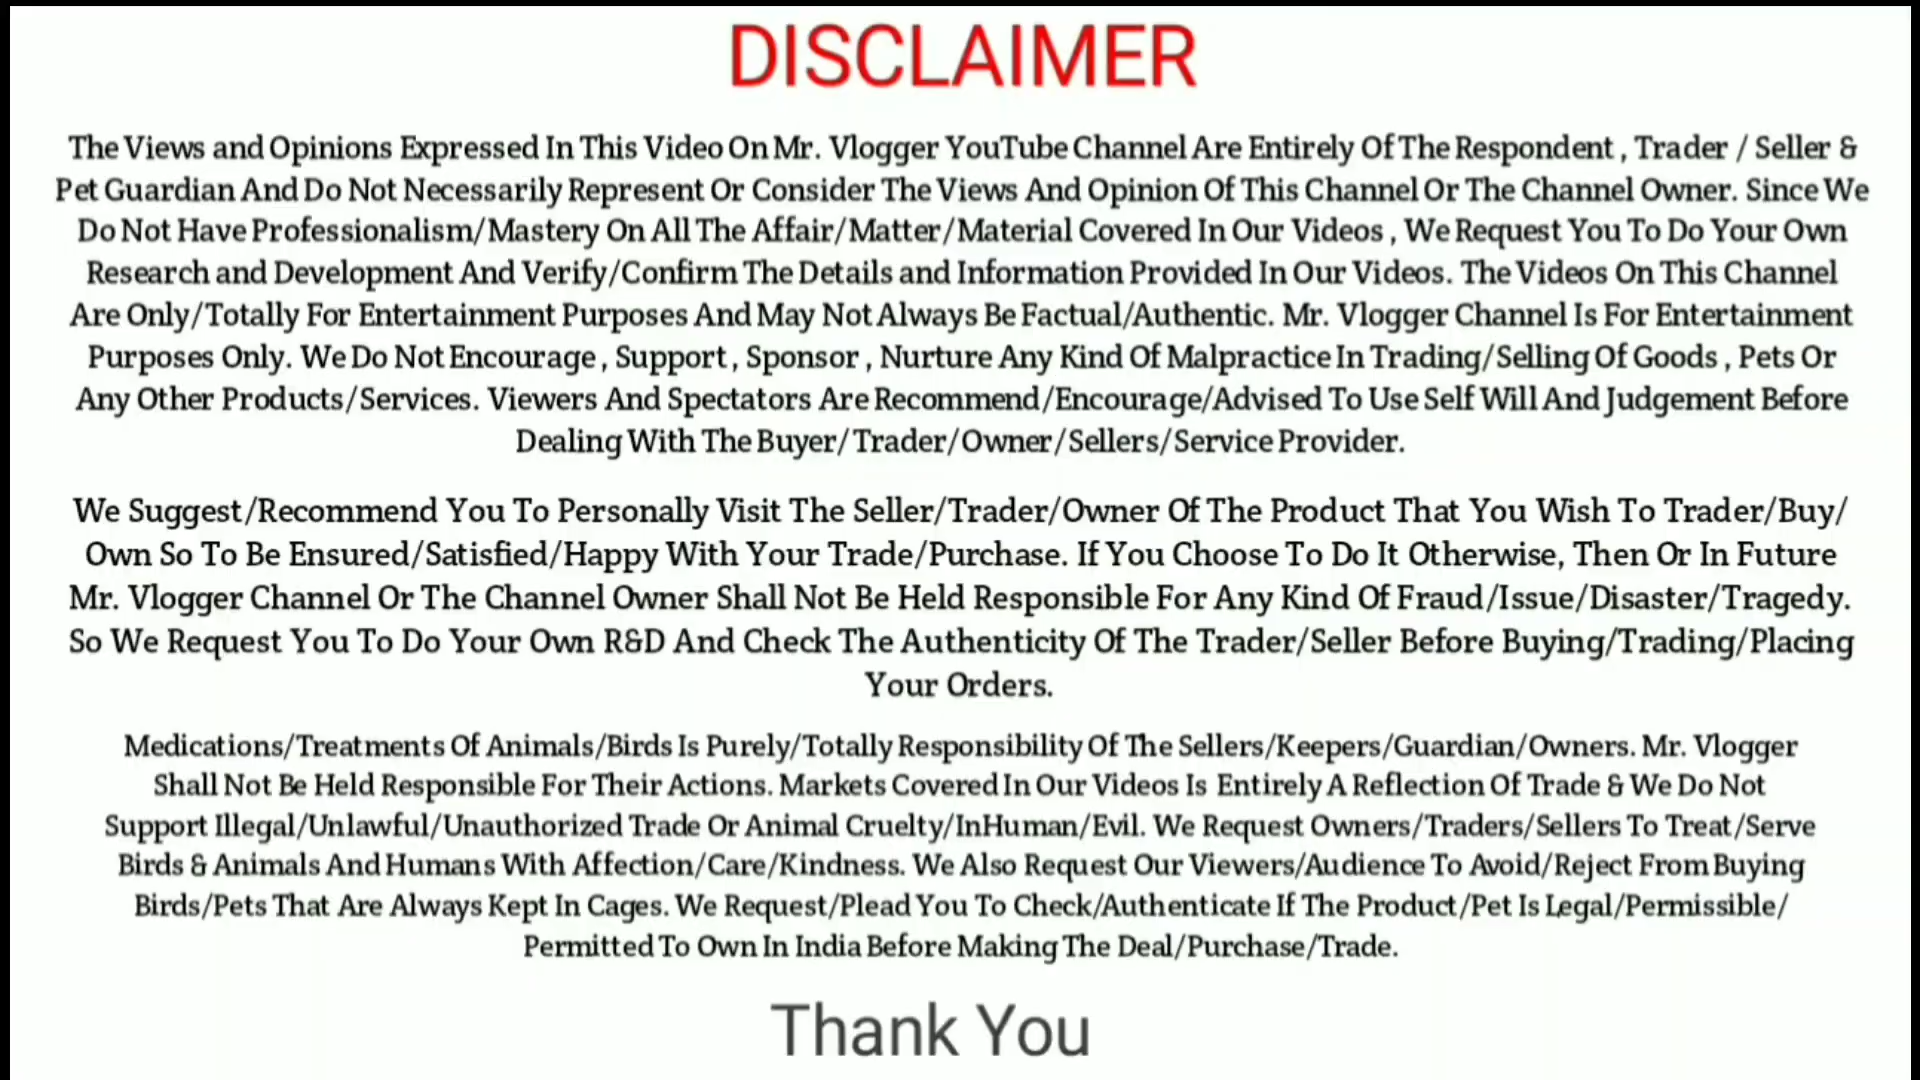 DISCLAIMER
The Views and Opinions Expressed In This Video On Mr. Vlogger YouTube Channel Are Entirely Of The Respondent , Trader / Seller &
Pet Guardian And Do Not Necessarily Represent Or Consider The Views And Opinion Of This Channel Or The Channel Owner. Since We
Do Not Have Professionalism/Mastery On All The Affair/Matter/Material Covered In Our Videos , We Request You To Do Your Own
Research and Development And Verify/Confirm The Details and Information Provided In Our Videos. The Videos On This Channel
Are Only/Totally For Entertainment Purposes And May Not Always Be Factual/Authentic. Mr. Vlogger Channel Is For Entertainment
Purposes Only. We Do Not Encourage , Support , Sponsor , Nurture Any Kind Of Malpractice In Trading/Selling Of Goods , Pets Or
Any Other Products/Services. Viewers And Spectators Are Recommend/Encourage/Advised To Use Self Will And Judgement Before
Dealing With The Buyer/Trader/Owner/Sellers/Service Provider.
We Suggest/Recommend You To Personally Visit The Seller/Trader/Owner Of The Product That You Wish To Trader/Buy/
Own So To Be Ensured/Satisfied/Happy With Your Trade/Purchase. If You Choose To Do It Otherwise, Then Or In Future
Mr. Vlogger Channel Or The Channel Owner Shall Not Be Held Responsible For Any Kind Of Fraud/Issue/Disaster/Tragedy.
So We Request You To Do Your Own R&D And Check The Authenticity Of The Trader/Seller Before Buying/Trading/Placing
Your Orders.
Medications/Treatments Of Animals/Birds Is Purely/Totally Responsibility Of The Sellers/Keepers/Guardian/Owners. Mr. Vlogger
Shall Not Be Held Responsible For Their Actions. Markets Covered In Our Videos Is Entirely A Reflection Of Trade & We Do Not
Support Illegal/Unlawful/Unauthorized Trade Or Animal Cruelty/InHuman/Evil. We Request Owners/Traders/Sellers To Treat/Serve
Birds & Animals And Humans With Affection/Care/Kindness. We Also Request Our Viewers/Audience To Avoid/Reject From Buying
Birds/Pets That Are Always Kept In Cages. We Request/Plead You To Check/Authenticate If The Product/Pet Is Legal/Permissible/
Permitted To Own In India Before Making The Deal/Purchase/Trade.
Thank You